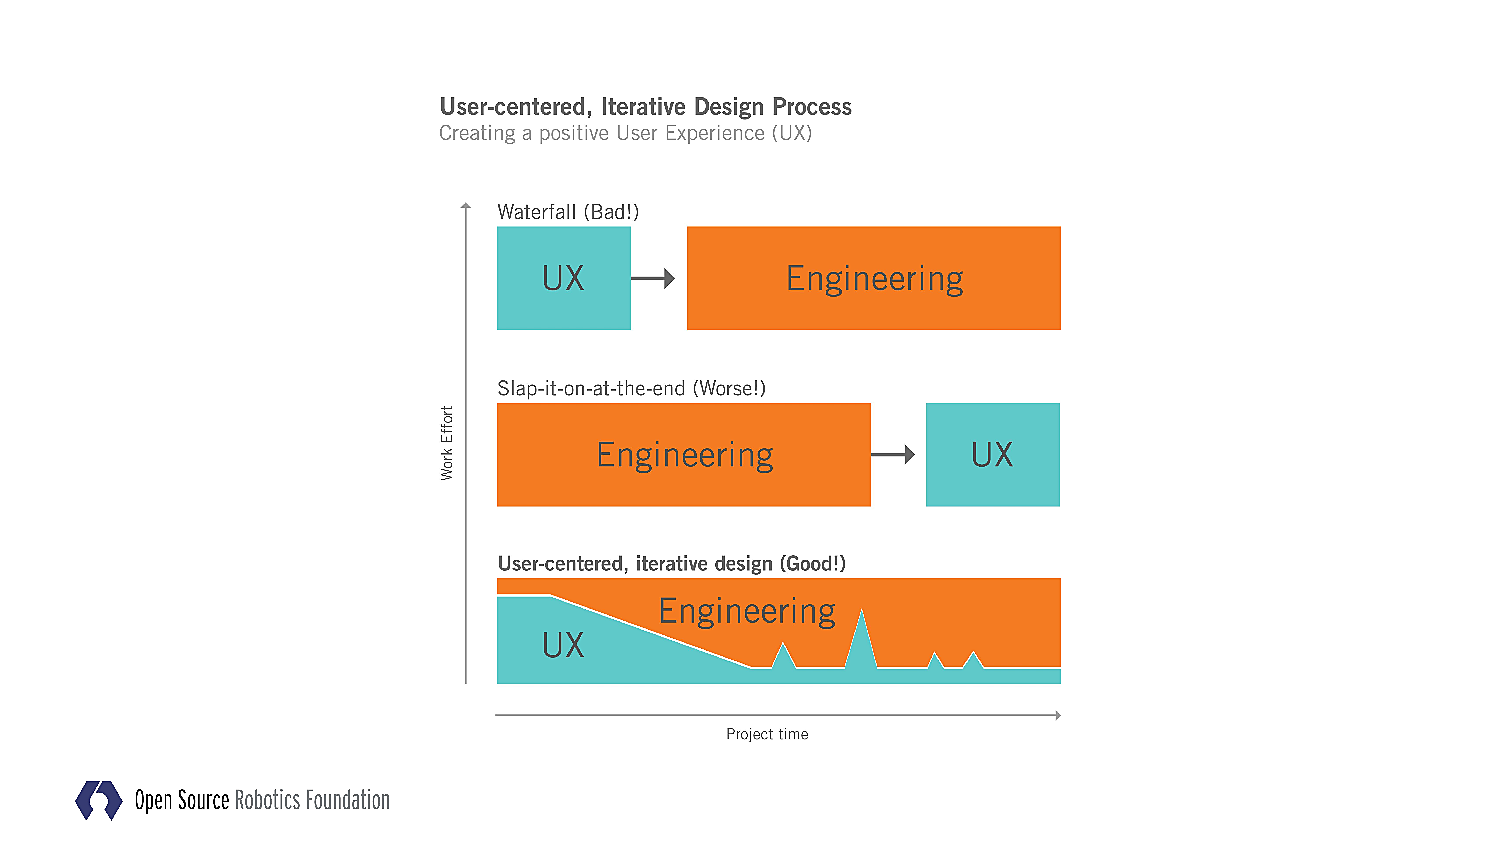 User-centered, Iterative Design Process
Creating a positive User Experience (UX)
Waterfall (Bad!)
UX
Engineering
Slap-it-on-at-the-end (Worse!)
Engineering
UX
Work Effort
User-centered, iterative design (Good!)
Engineering
UX
Project time
Open Source Robotics Foundation